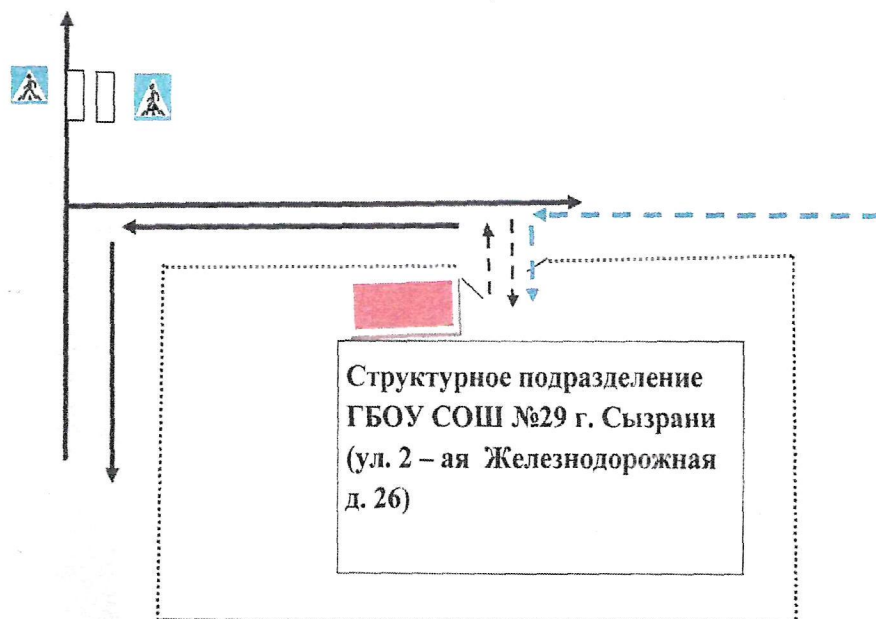 Структурное подразделение
ГБОУ СОШ №29 г. Сызрани
(ул. 2 – ая Железнодорожная
д. 26)